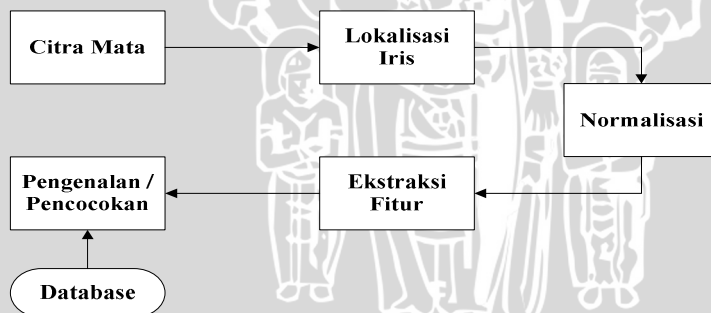 Citra Mata
Lokalisasi
Iris
Normalisasi
Ekstraksi
Fitur
Pengenalan /
Pencocokan
Database